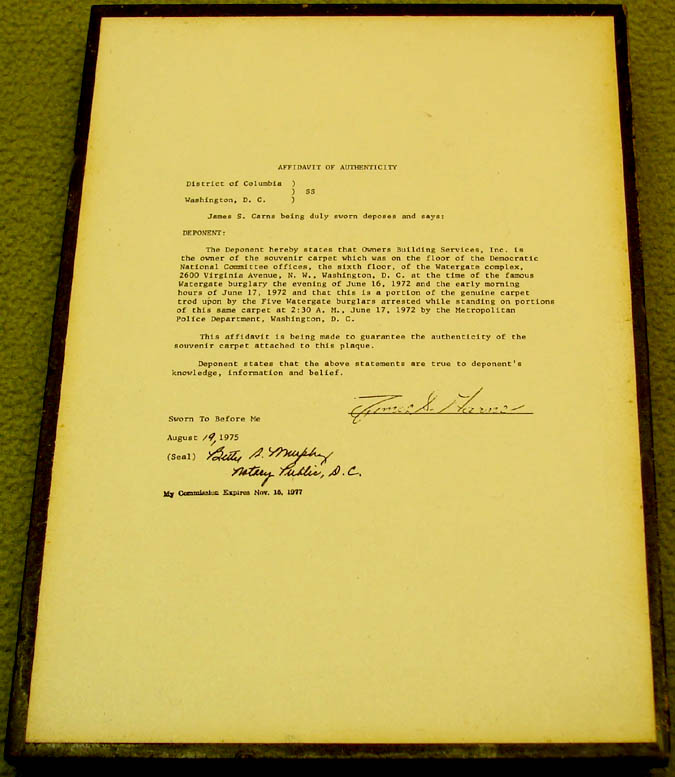 AFFIDAVIT OF AUTHENTICITY
District of Columbia )
) SS
Washington, D. C. )
James S. Carns being duly sworn deposes and says:
DEPONENT:
The Deponent hereby states that Owners Building Services, Inc. is
the owner of the souvenir carpet which was on the floor of the Democratic
National Committee offices, the sixth floor, of the Watergate complex,
2600 Virginia Avenue, N. W., Washington, D. C. at the time of the famous
Watergate burglary the evening of June 16, 1972 and the early morning
hours of June 17, 1972 and that this is a portion of the genuine carpet
trod upon by the Five Watergate burglars arrested while standing on portions
of this same carpet at 2:30 A. M., June 17, 1972 by the Metropolitan
Police Department, Washington, D. C.
This affidavit is being made to guarantee the authenticity of the
souvenir carpet attached to this plaque.
Deponent states that the above statements are true to deponent's
knowledge, information and belief.
James S. Carns
Sworn To Before Me
August 19, 1975
(Seal) Betty S. Murphy
Notary Public, D.C.
My Commission Expires Nov. 18, 1977